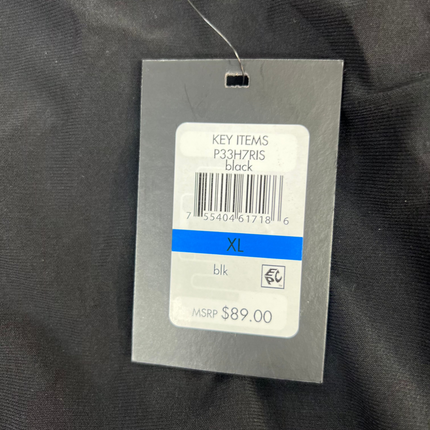 KEY ITEMS
P33H7RIS
black
7 55404 61718 6
XL
blk
MSRP $89.00